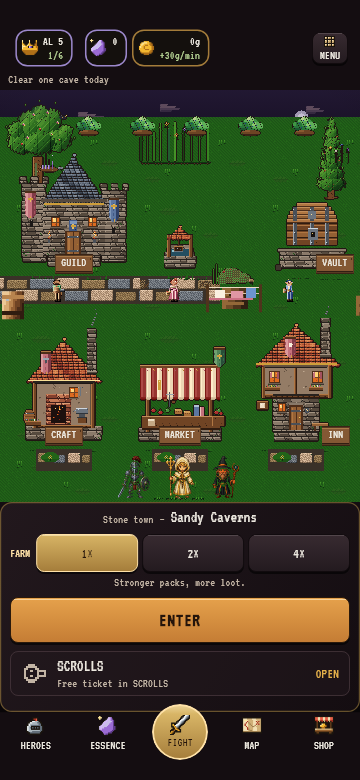 AL 5
1/6
0
0g
+30g/min
MENU
Clear one cave today
GUILD
VAULT
CRAFT
MARKET
INN
Stone town - Sandy Caverns
FARM
1X
2X
4X
Stronger packs, more loot.
ENTER
SCROLLS
Free ticket in SCROLLS
OPEN
HEROES
ESSENCE
FIGHT
MAP
SHOP